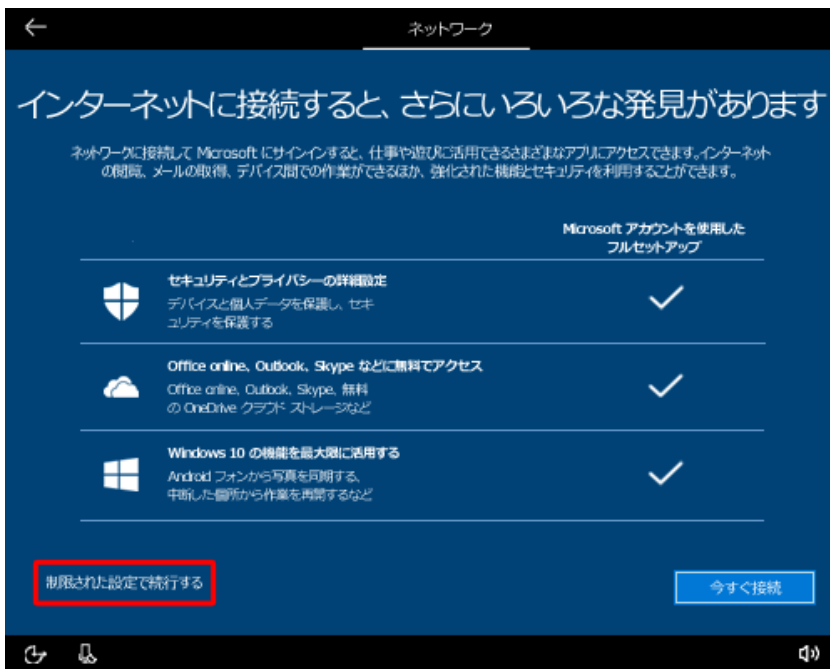 ネットワーク
インターネットに接続すると、さらにいろいろな発見があります
ネットワークに接続して Microsoft にサインインすると、仕事や遊びに活用できるさまざまなアプリにアクセスできます。インターネット
の閲覧、メールの取得、デバイス間での作業ができるほか、強化された機能とセキュリティを利用することができます。
Microsoft アカウントを使用した
フルセットアップ
セキュリティとプライバシーの詳細設定
デバイスと個人データを保護し、セキ
ュリティを保護する
Office online、Outlook、Skype などに無料でアクセス
Office online、Outlook、Skype、無料
の OneDrive クラウド ストレージなど
Windows 10 の機能を最大限に活用する
Android フォンから写真を同期する、
中断した個所から作業を再開するなど
制限された設定で続行する
今すぐ接続